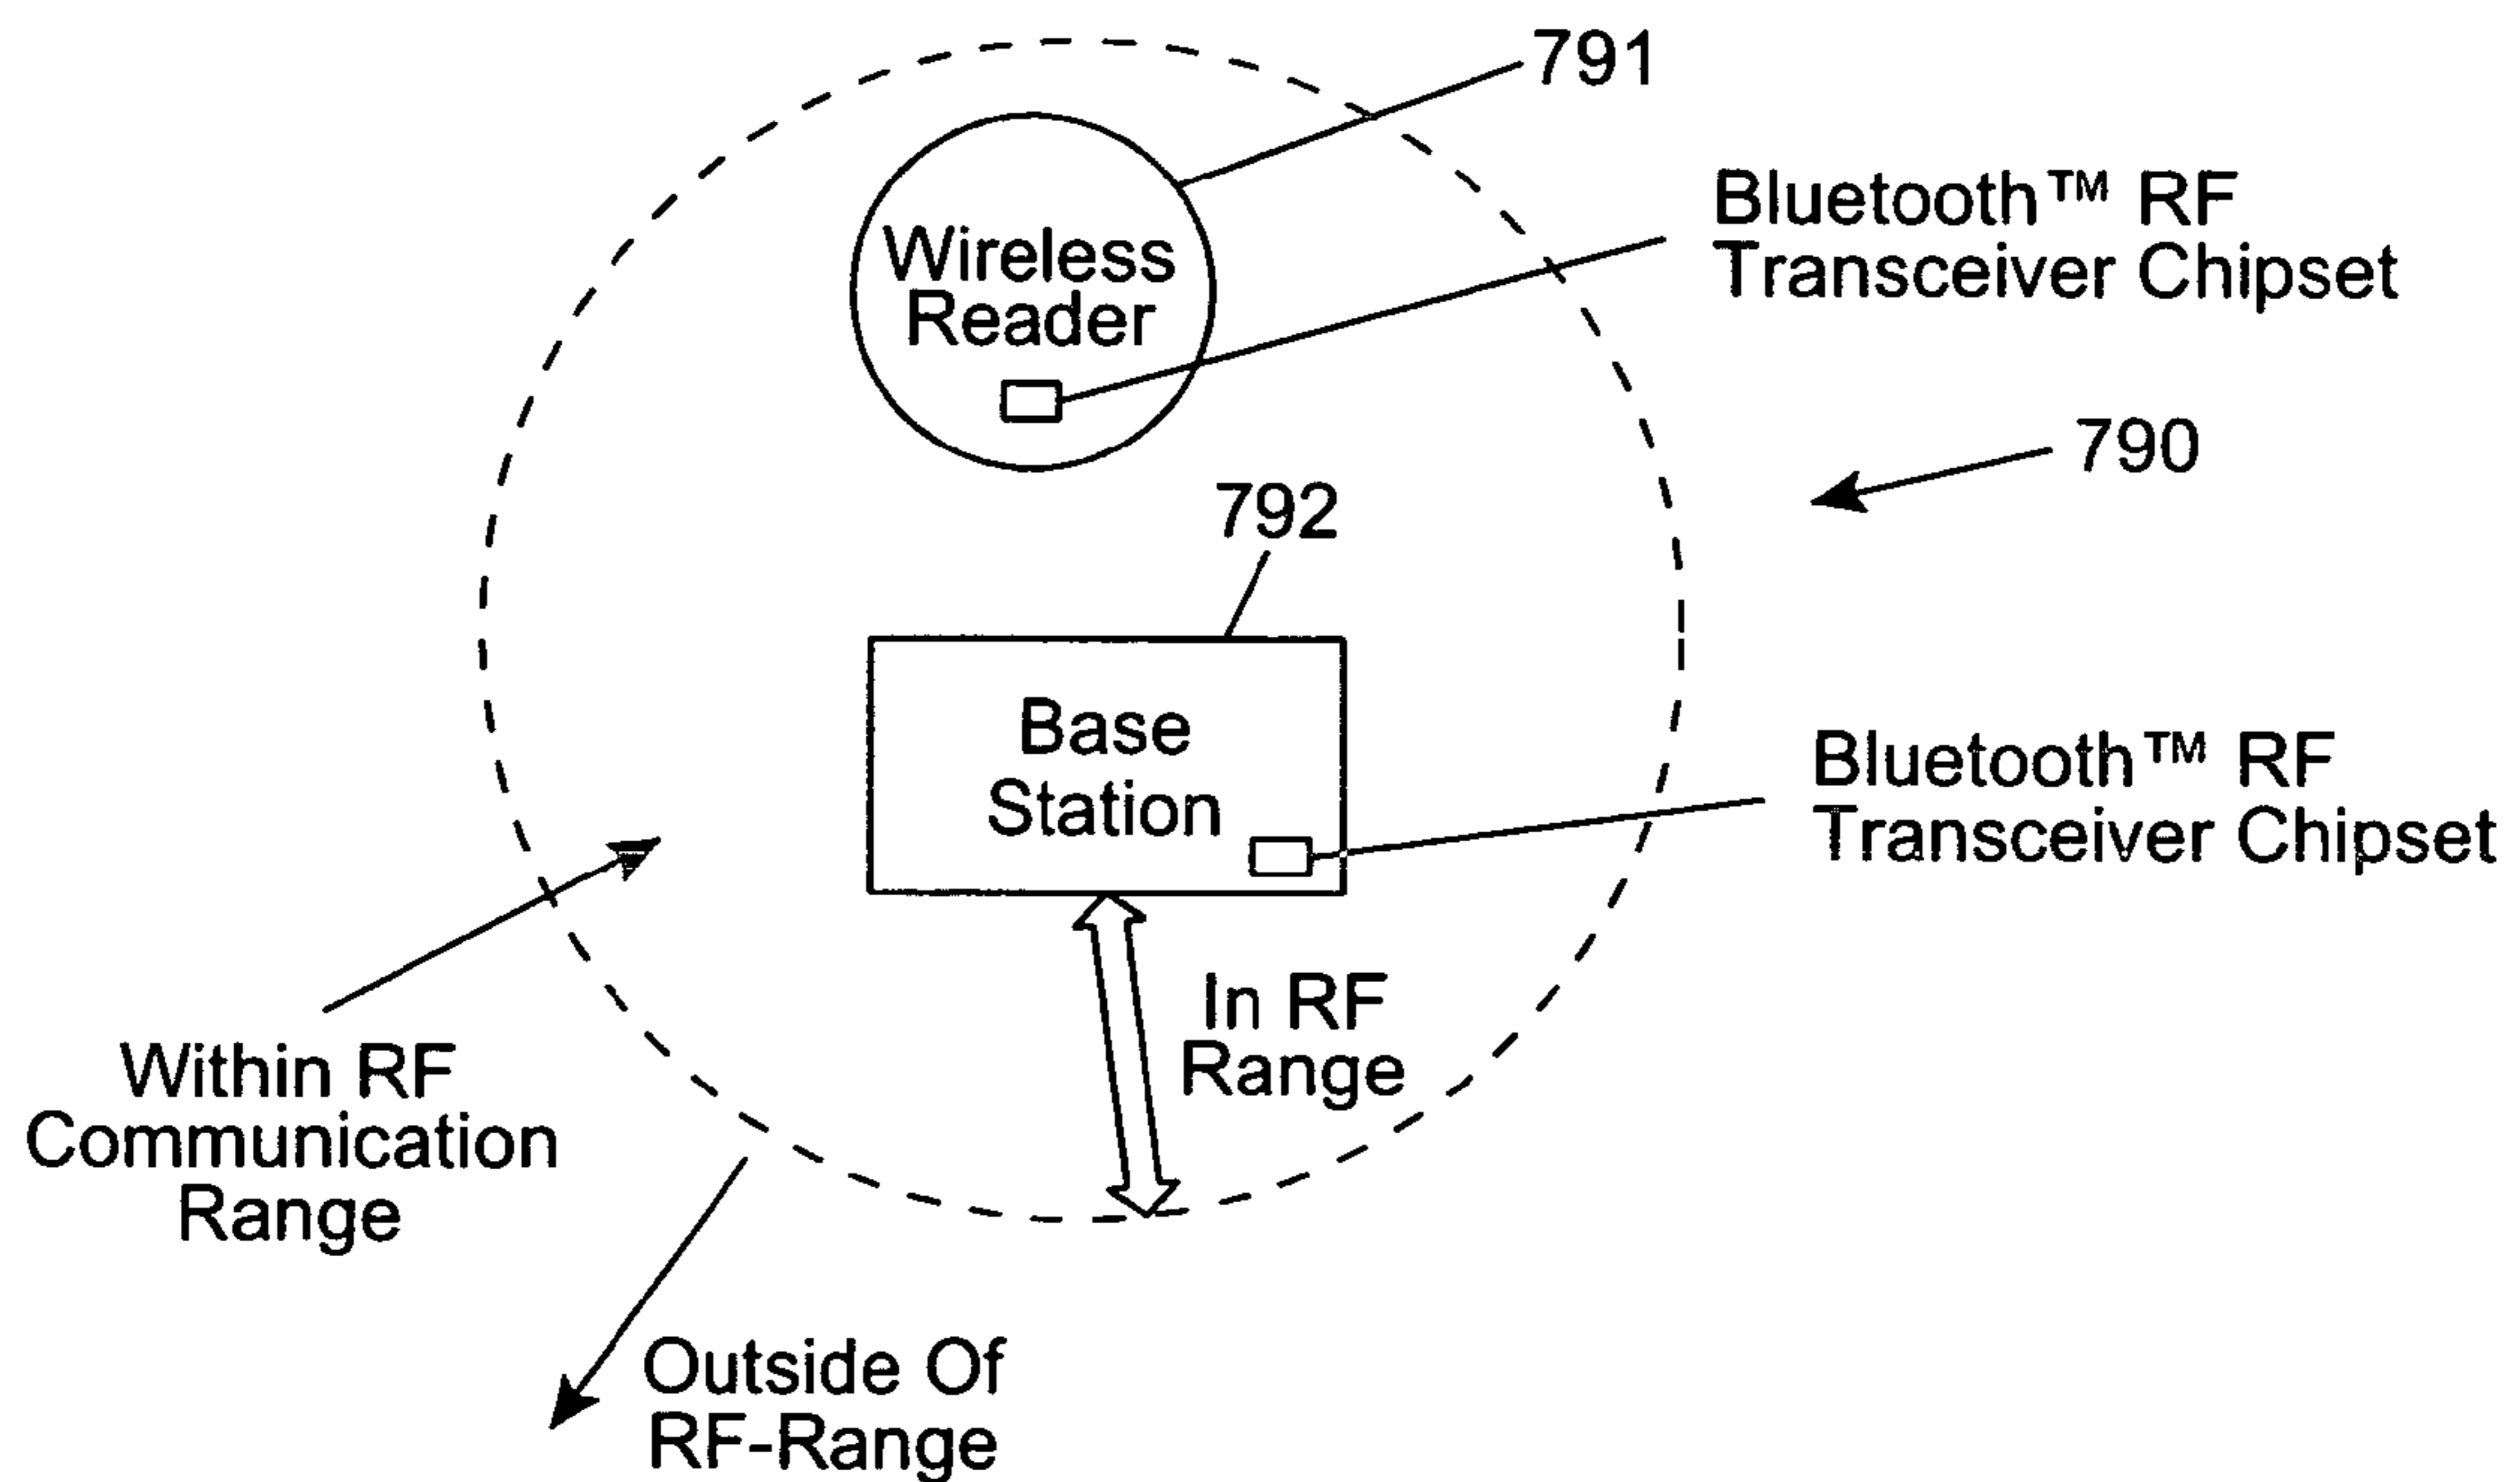 791
Bluetooth™ RF
Transceiver Chipset
Wireless
Reader
790
792
Base
Station
Bluetooth™ RF
Transceiver Chipset
In RF
Range
Within RF
Communication
Range
Outside Of
RF-Range